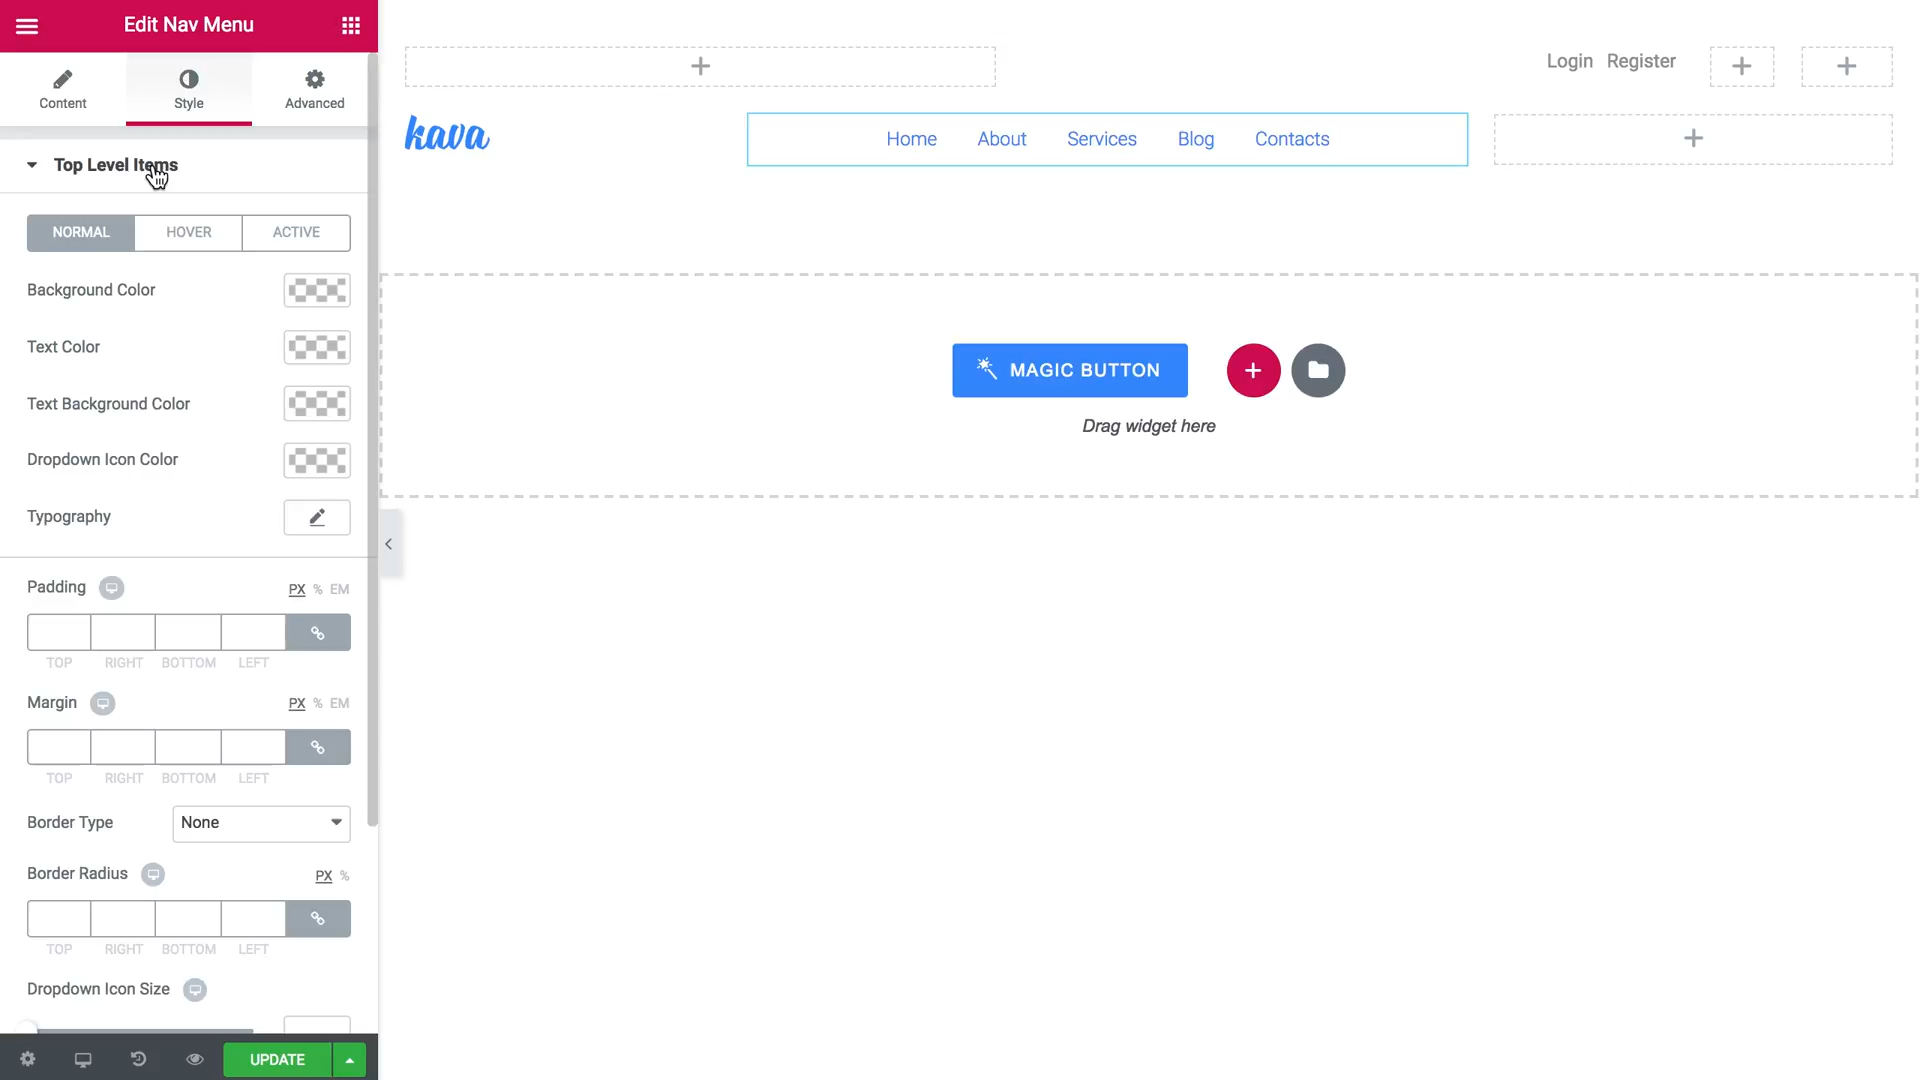 Edit Nav Menu
Content
Style
Advanced
Top Level Items
NORMAL
HOVER
ACTIVE
Background Color
Text Color
Text Background Color
Dropdown Icon Color
Typography
Padding
PX % EM
TOP RIGHT BOTTOM LEFT
Margin
PX % EM
TOP RIGHT BOTTOM LEFT
Border Type
None
Border Radius
PX %
TOP RIGHT BOTTOM LEFT
Dropdown Icon Size
UPDATE
Login Register
kava
Home About Services Blog Contacts
MAGIC BUTTON
Drag widget here